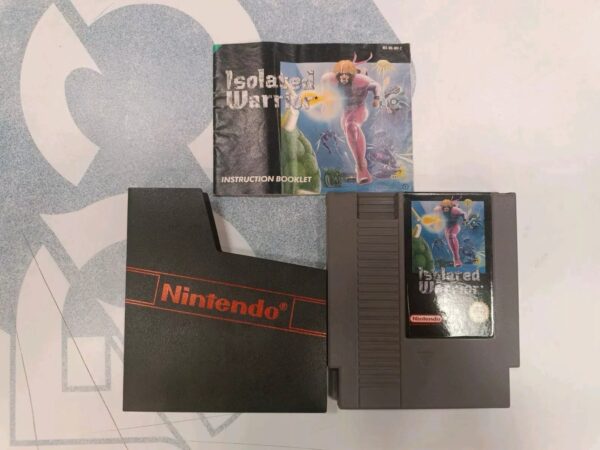 Isolated
Warrior
INSTRUCTION BOOKLET
Nintendo®
Isolated
Warrior
Nintendo